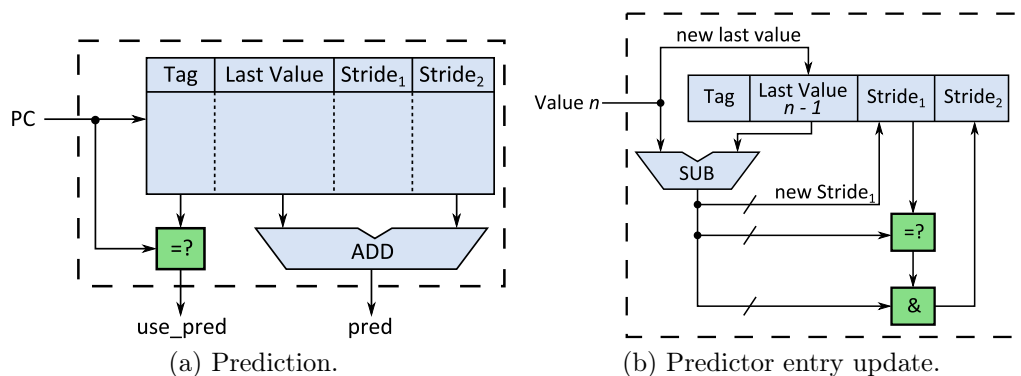 Tag Last Value Stride₁ Stride₂
PC
=?
ADD
use_pred
pred
(a) Prediction.
new last value
Value n
Tag Last Value n - 1 Stride₁ Stride₂
SUB
new Stride₁
=?
&
(b) Predictor entry update.